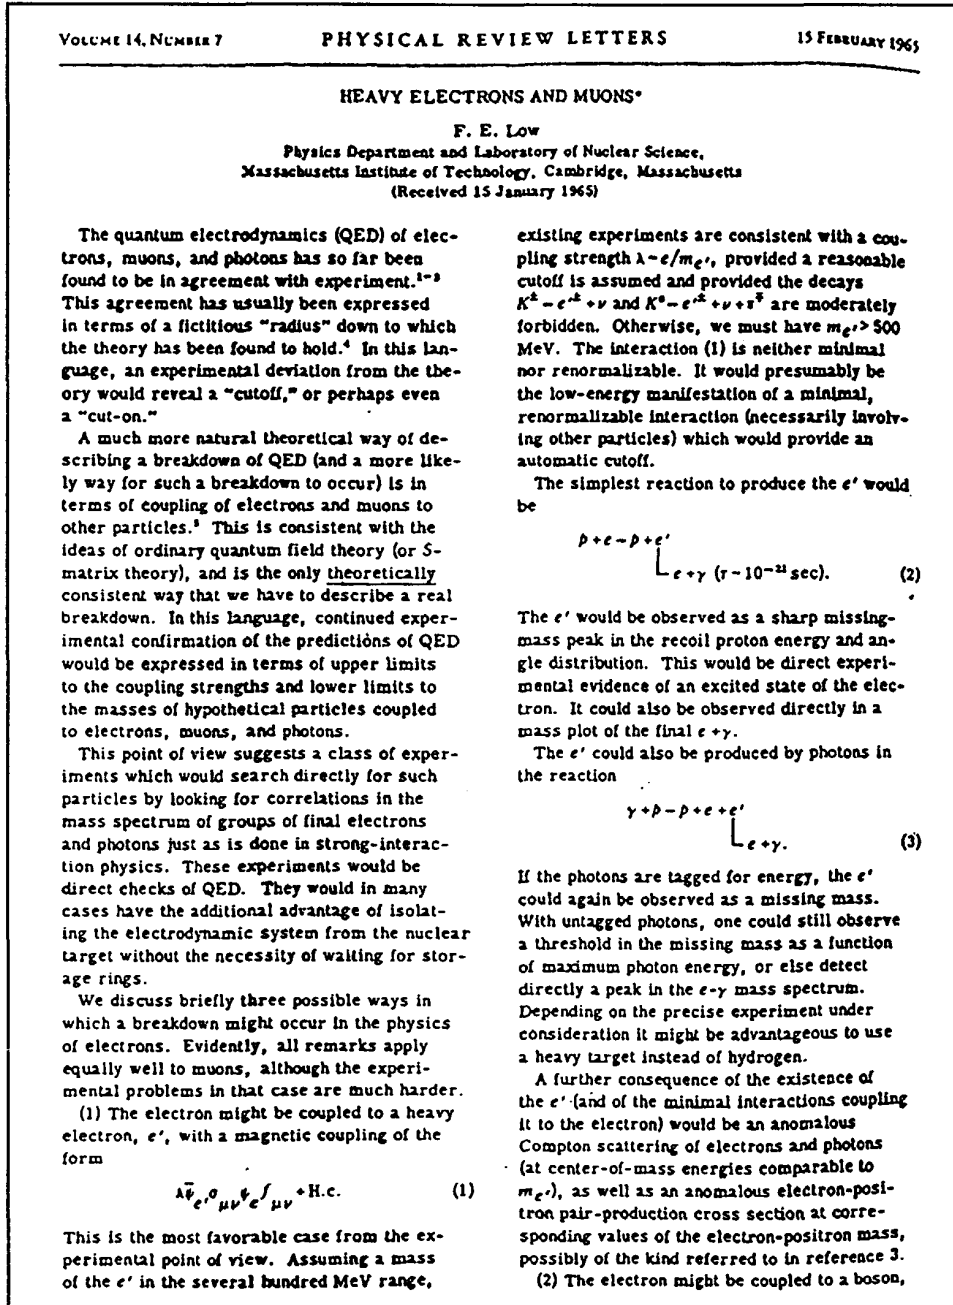 VOLUME 14, NUMBER 7 PHYSICAL REVIEW LETTERS 15 FEBRUARY 1965
HEAVY ELECTRONS AND MUONS*
F. E. Low
Physics Department and Laboratory of Nuclear Science,
Massachusetts Institute of Technology, Cambridge, Massachusetts
(Received 15 January 1965)
The quantum electrodynamics (QED) of elec-
trons, muons, and photons has so far been
found to be in agreement with experiment.¹⁻³
This agreement has usually been expressed
in terms of a fictitious "radius" down to which
the theory has been found to hold.⁴ In this lan-
guage, an experimental deviation from the the-
ory would reveal a "cutoff," or perhaps even
a "cut-on."
A much more natural theoretical way of de-
scribing a breakdown of QED (and a more like-
ly way for such a breakdown to occur) is in
terms of coupling of electrons and muons to
other particles.⁵ This is consistent with the
ideas of ordinary quantum field theory (or S-
matrix theory), and is the only theoretically
consistent way that we have to describe a real
breakdown. In this language, continued exper-
imental confirmation of the predictions of QED
would be expressed in terms of upper limits
to the coupling strengths and lower limits to
the masses of hypothetical particles coupled
to electrons, muons, and photons.
This point of view suggests a class of exper-
iments which would search directly for such
particles by looking for correlations in the
mass spectrum of groups of final electrons
and photons just as is done in strong-interac-
tion physics. These experiments would be
direct checks of QED. They would in many
cases have the additional advantage of isolat-
ing the electrodynamic system from the nuclear
target without the necessity of waiting for stor-
age rings.
We discuss briefly three possible ways in
which a breakdown might occur in the physics
of electrons. Evidently, all remarks apply
equally well to muons, although the experi-
mental problems in that case are much harder.
(1) The electron might be coupled to a heavy
electron, e′, with a magnetic coupling of the
form
λψ̄_e′ σ_μν ψ_e f_μν + H.c. (1)
This is the most favorable case from the ex-
perimental point of view. Assuming a mass
of the e′ in the several hundred MeV range,
existing experiments are consistent with a cou-
pling strength λ~e/m_e′, provided a reasonable
cutoff is assumed and provided the decays
K^± – e′^± + ν and K° – e′^± + ν + π^∓ are moderately
forbidden. Otherwise, we must have m_e′ > 500
MeV. The interaction (1) is neither minimal
nor renormalizable. It would presumably be
the low-energy manifestation of a minimal,
renormalizable interaction (necessarily involv-
ing other particles) which would provide an
automatic cutoff.
The simplest reaction to produce the e′ would
be
p + e – p + e′
e + γ (τ ~ 10⁻²¹ sec). (2)
The e′ would be observed as a sharp missing-
mass peak in the recoil proton energy and an-
gle distribution. This would be direct experi-
mental evidence of an excited state of the elec-
tron. It could also be observed directly in a
mass plot of the final e + γ.
The e′ could also be produced by photons in
the reaction
γ + p – p + e + e′
e + γ. (3)
If the photons are tagged for energy, the e′
could again be observed as a missing mass.
With untagged photons, one could still observe
a threshold in the missing mass as a function
of maximum photon energy, or else detect
directly a peak in the e-γ mass spectrum.
Depending on the precise experiment under
consideration it might be advantageous to use
a heavy target instead of hydrogen.
A further consequence of the existence of
the e′ (and of the minimal interactions coupling
it to the electron) would be an anomalous
Compton scattering of electrons and photons
(at center-of-mass energies comparable to
m_e′), as well as an anomalous electron-posi-
tron pair-production cross section at corre-
sponding values of the electron-positron mass,
possibly of the kind referred to in reference 3.
(2) The electron might be coupled to a boson,